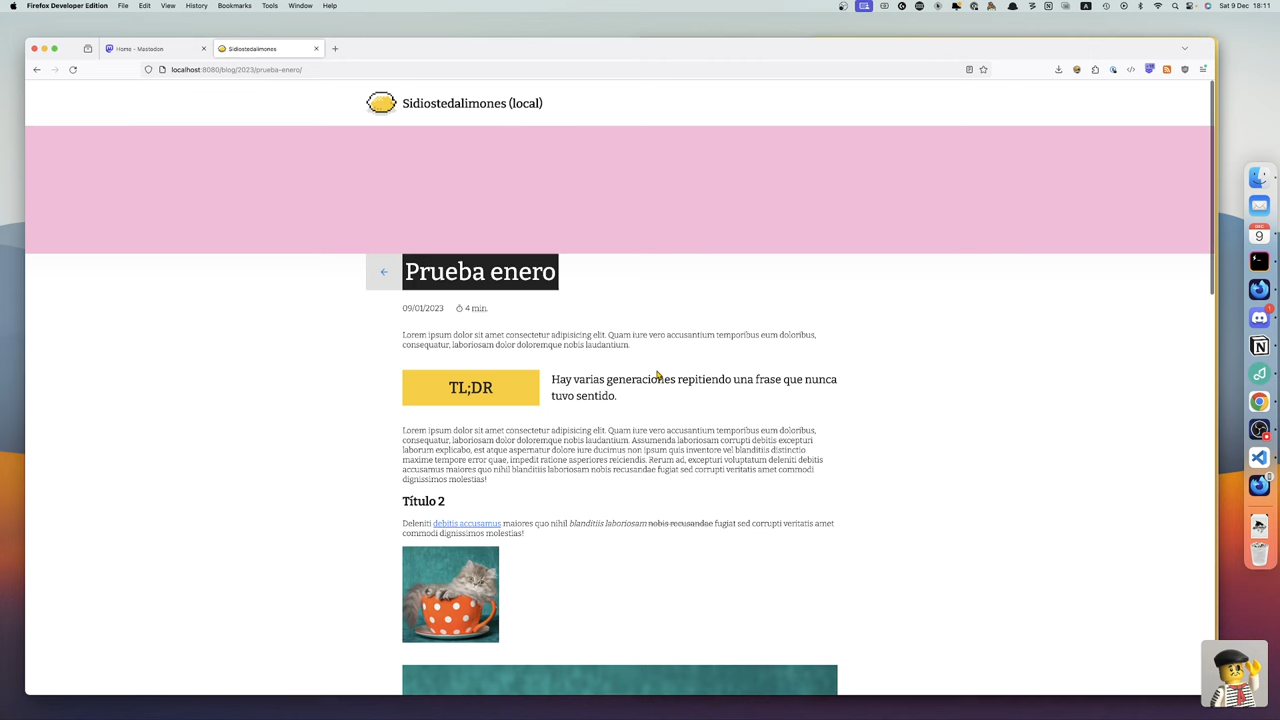 Firefox Developer Edition File Edit View History Bookmarks Tools Window Help
Sat 9 Dec 18:11
Home - Mastodon
Sidiostedalimones
localhost:8080/blog/2023/prueba-enero/
Sidiostedalimones (local)
Prueba enero
09/01/2023 4 min.
Lorem ipsum dolor sit amet consectetur adipisicing elit. Quam iure vero accusantium temporibus eum doloribus,
consequatur, laboriosam dolor doloremque nobis laudantium.
TL;DR
Hay varias generaciones repitiendo una frase que nunca
tuvo sentido.
Lorem ipsum dolor sit amet consectetur adipisicing elit. Quam iure vero accusantium temporibus eum doloribus,
consequatur, laboriosam dolor doloremque nobis laudantium. Assumenda laboriosam corrupti debitis excepturi
laborum explicabo, est atque aspernatur dolore iure ducimus non ipsum quis inventore vel blanditiis distinctio
maxime tempore error quae, impedit ratione asperiores reiciendis. Rerum ad, excepturi voluptatum deleniti debitis
accusamus maiores quo nihil blanditiis laboriosam nobis recusandae fugiat sed corrupti veritatis amet commodi
dignissimos molestias!
Título 2
Deleniti debitis accusamus maiores quo nihil blanditiis laboriosam nobis recusandae fugiat sed corrupti veritatis amet
commodi dignissimos molestias!
DEC
9